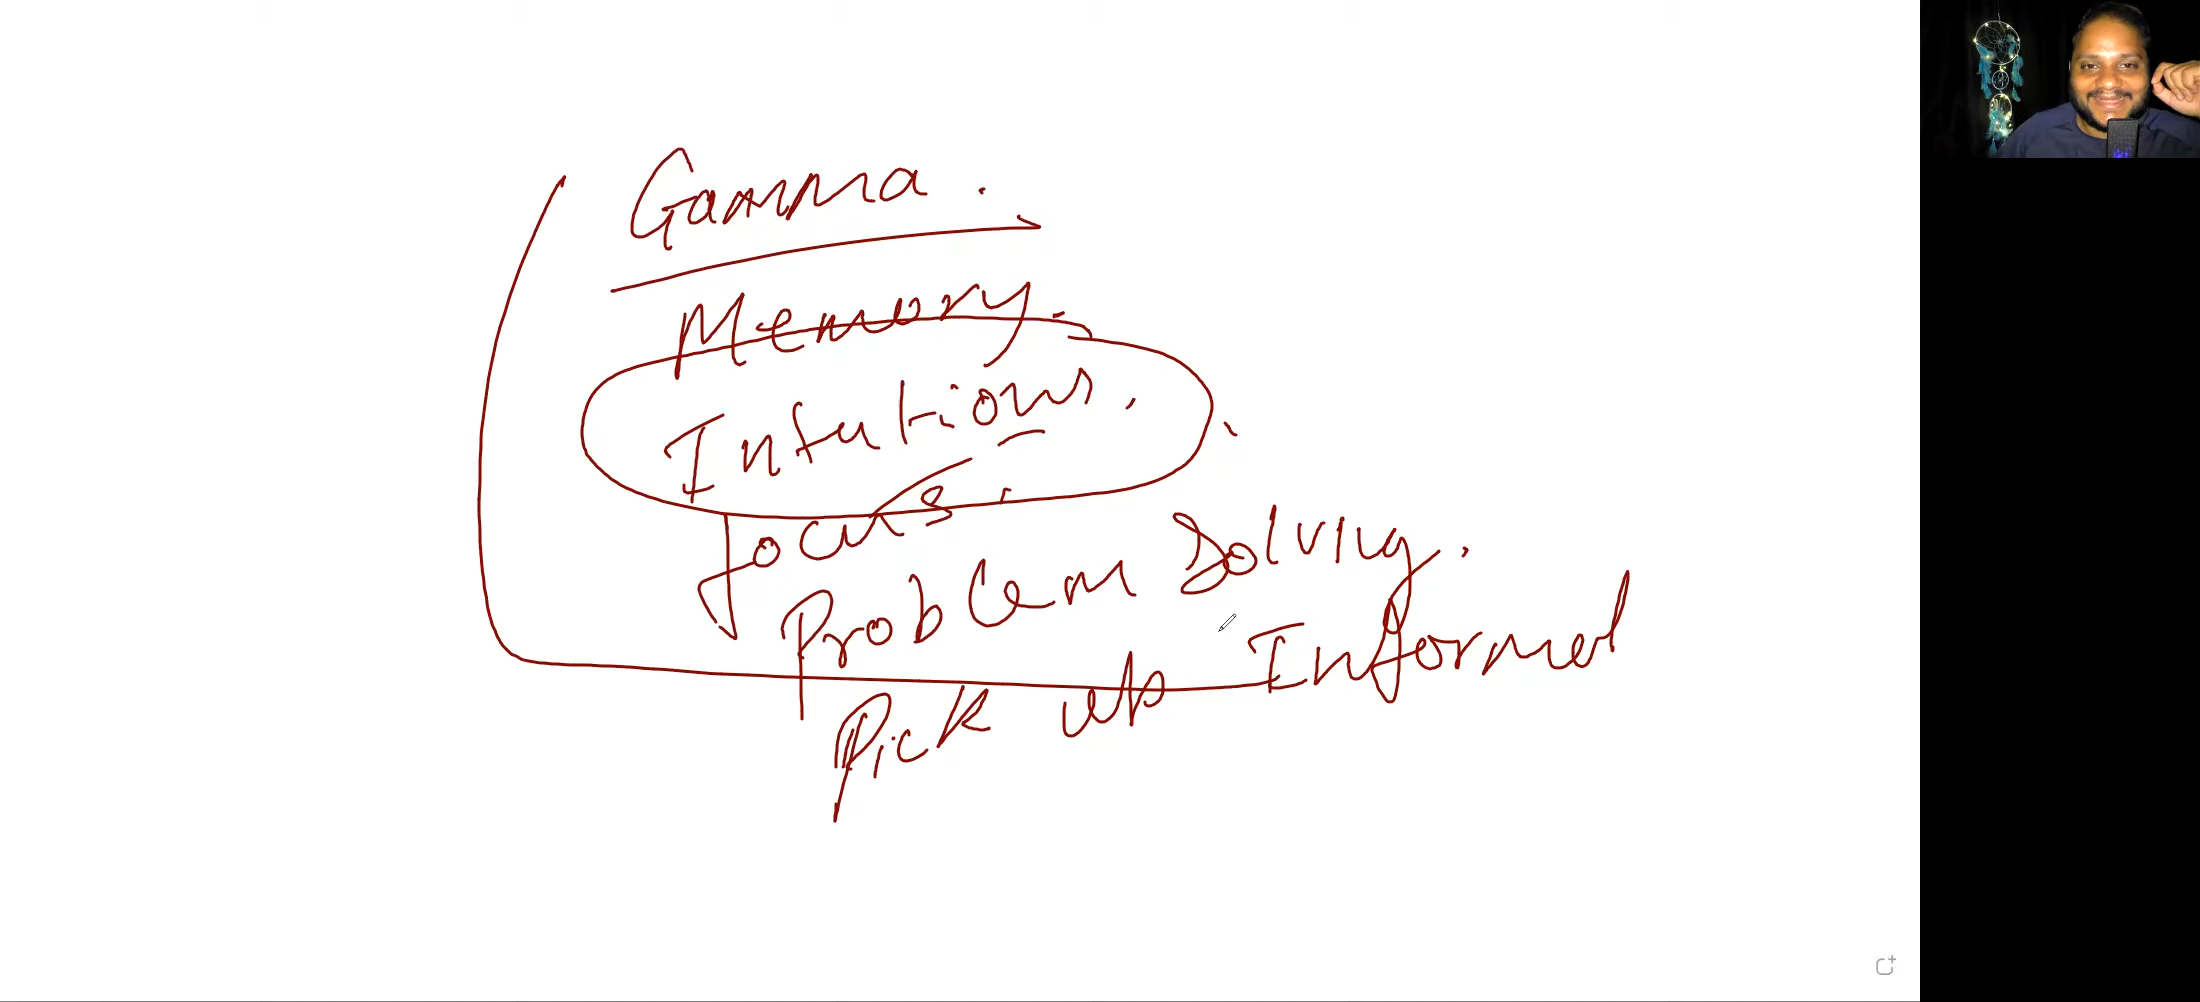 Gamma.
Memory.
Intutions.
focus.
Problem Solving.
Pick up Informed